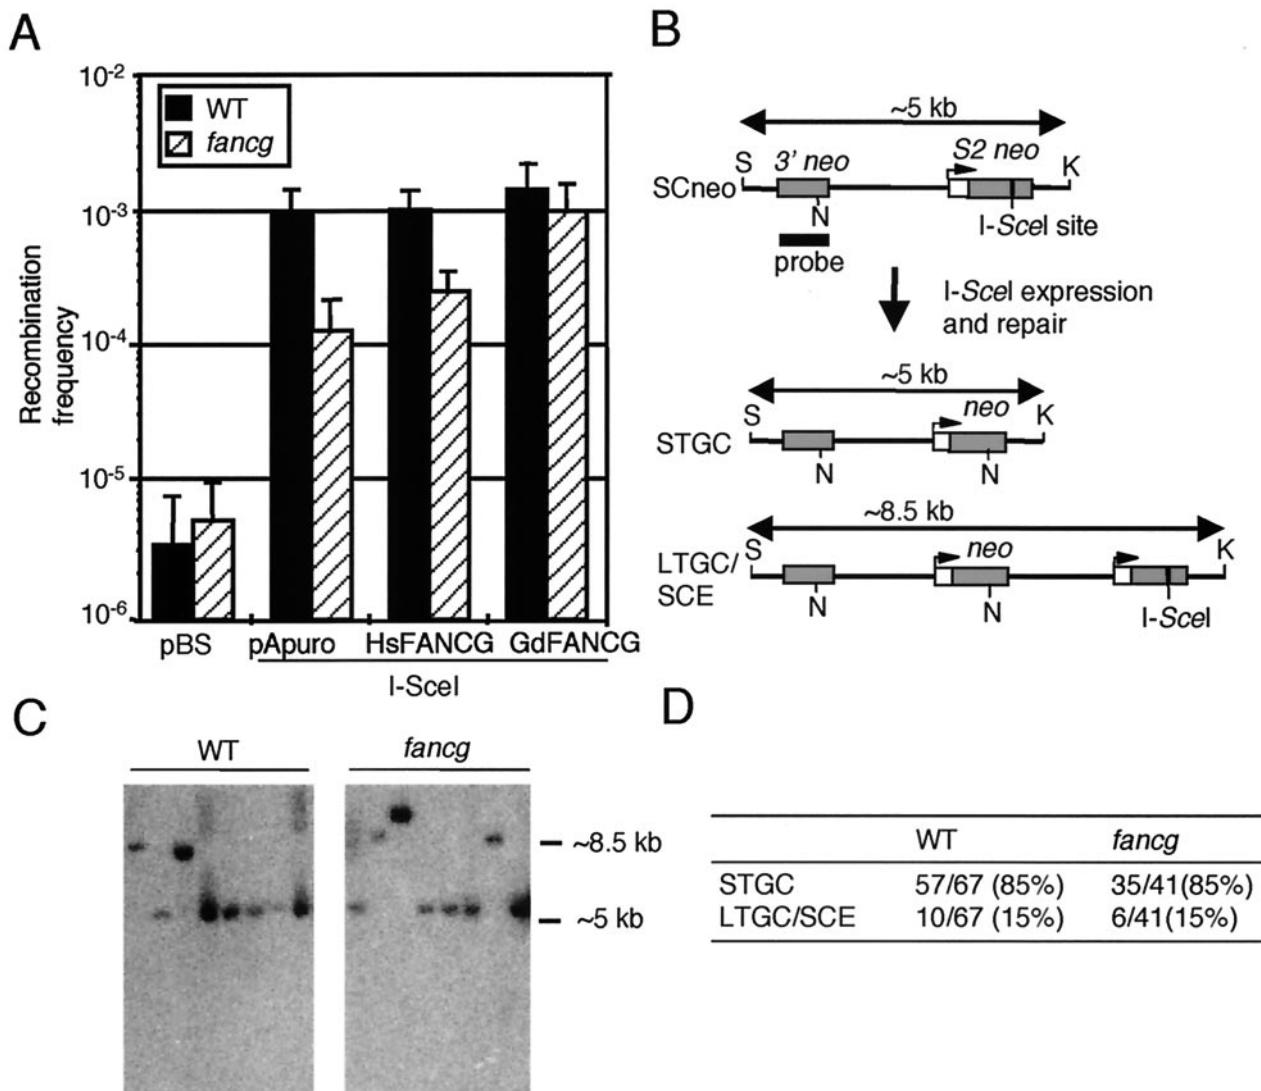 A
10-2
10-3
10-4
10-5
10-6
Recombination
frequency
WT
fancg
pBS
pApuro
HsFANCG
GdFANCG
I-SceI
B
~5 kb
S
3' neo
S2 neo
K
SCneo
N
I-SceI site
probe
I-SceI expression
and repair
~5 kb
S
neo
K
STGC
N
N
~8.5 kb
S
neo
K
LTGC/
SCE
N
N
I-SceI
C
WT
fancg
~8.5 kb
~5 kb
D
WT fancg
STGC 57/67 (85%) 35/41(85%)
LTGC/SCE 10/67 (15%) 6/41(15%)